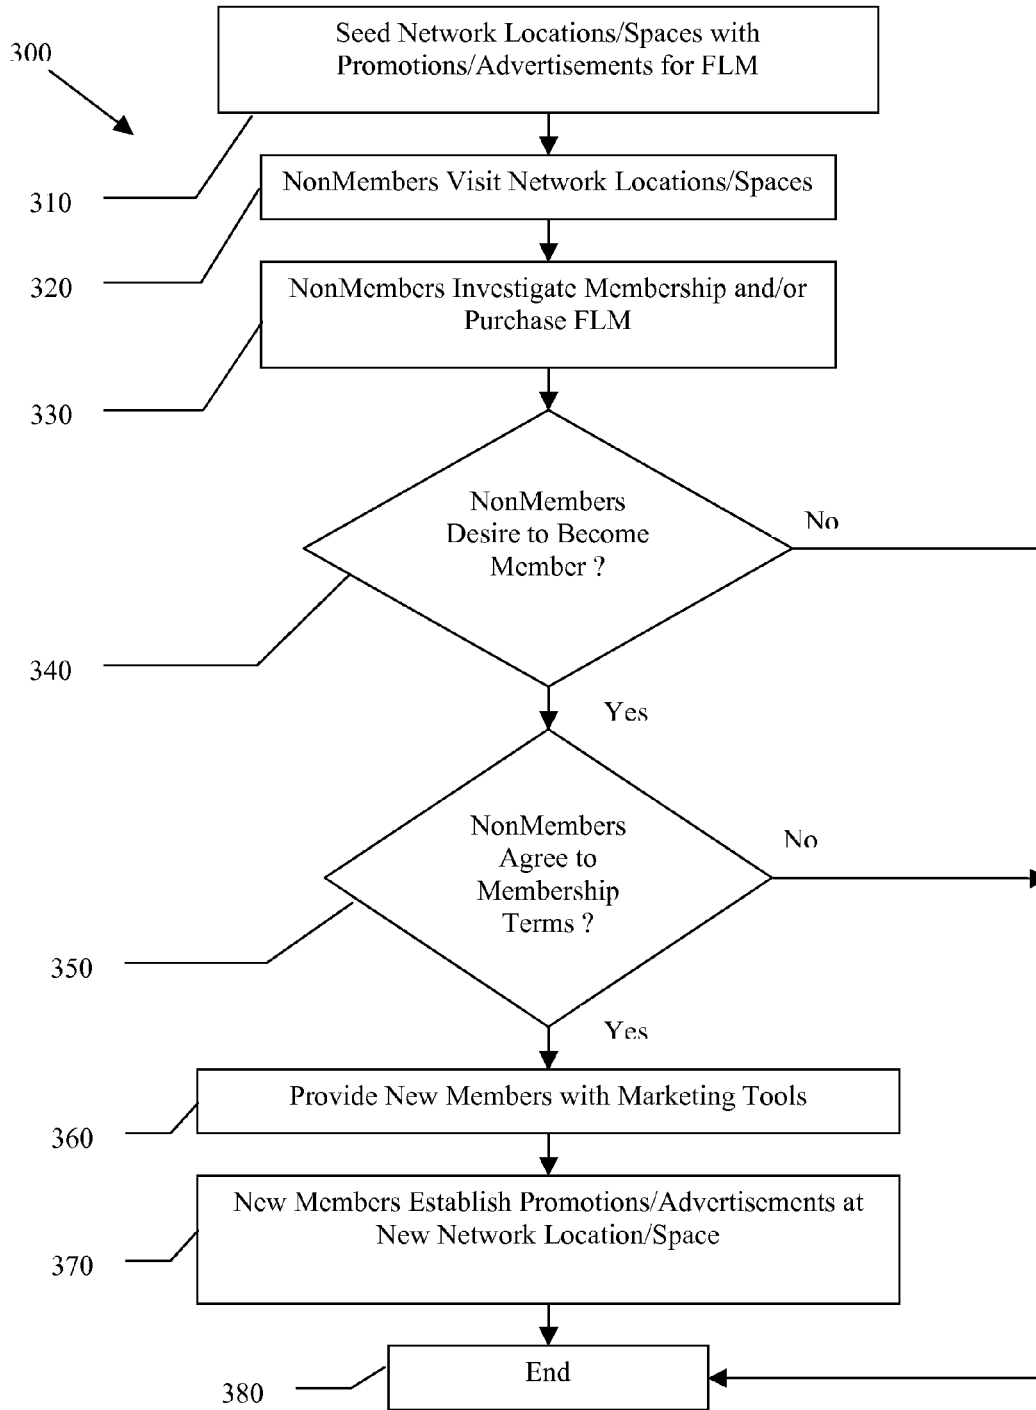 Seed Network Locations/Spaces with
Promotions/Advertisements for FLM
300
310
NonMembers Visit Network Locations/Spaces
320
NonMembers Investigate Membership and/or
Purchase FLM
330
NonMembers
Desire to Become
Member ?
No
340
Yes
NonMembers
Agree to
Membership
Terms ?
No
350
Yes
Provide New Members with Marketing Tools
360
New Members Establish Promotions/Advertisements at
New Network Location/Space
370
End
380